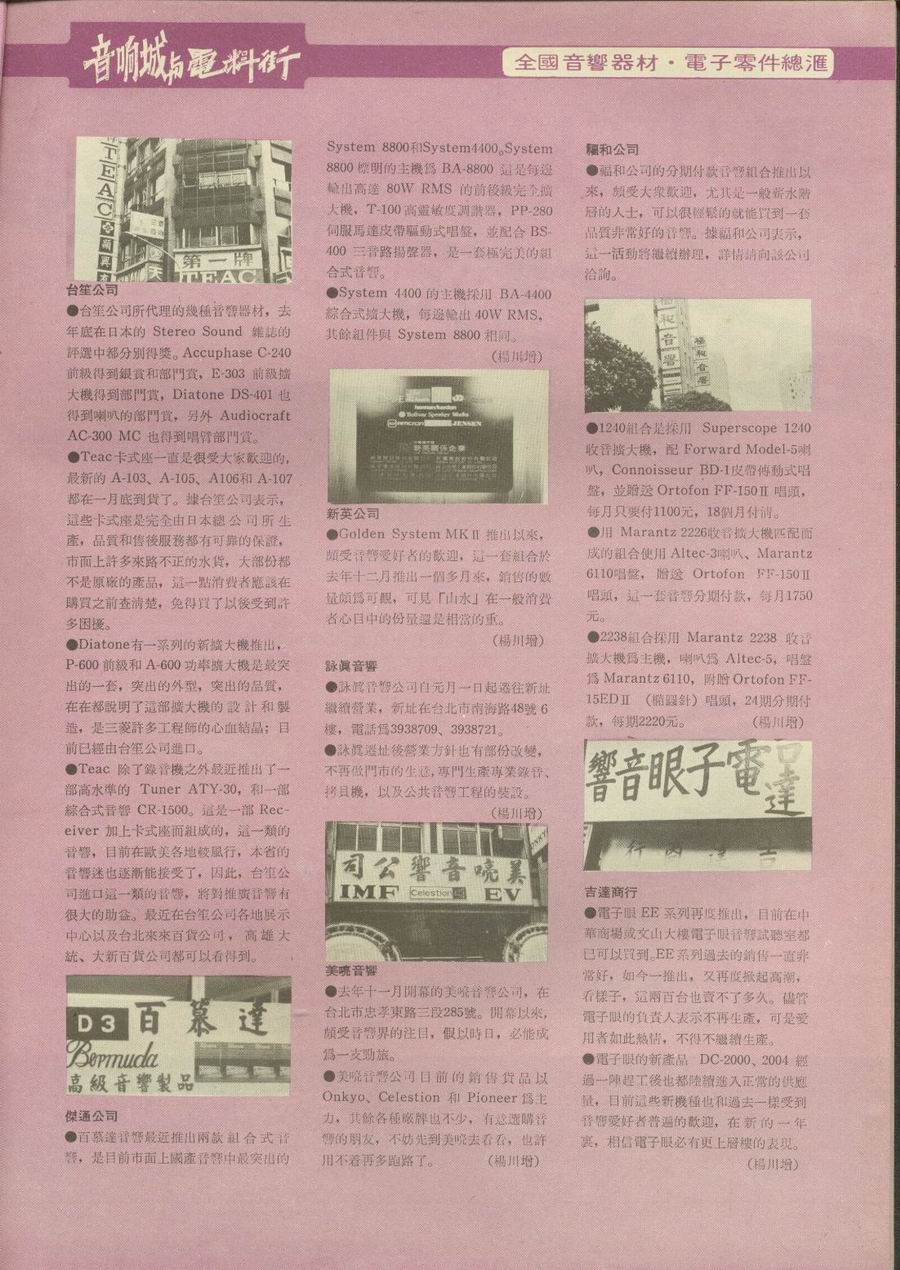 音响城与電料街
全國音響器材・電子零件總滙
TEAC
第一牌
TEAC
台笙公司
●台笙公司所代理的幾種音響器材，去
年底在日本的 Stereo Sound 雜誌的
評選中都分別得獎。Accuphase C-240
前級得到銀賞和部門賞，E-303 前級擴
大機得到部門賞，Diatone DS-401 也
得到喇叭的部門賞，另外 Audiocraft
AC-300 MC 也得到唱臂部門賞。
●Teac卡式座一直是很受大家歡迎的，
最新的 A-103、A-105、A106和 A-107
都在一月底到貨了。據台笙公司表示，
這些卡式座是完全由日本總公司所生
產，品質和售後服務都有可靠的保證，
市面上許多來路不正的水貨，大部份都
不是原廠的產品，這一點消費者應該在
購買之前查清楚，免得買了以後受到許
多困擾。
●Diatone有一系列的新擴大機推出，
P-600 前級和 A-600 功率擴大機是最突
出的一套，突出的外型，突出的品質，
在在都說明了這部擴大機的設計和製
造，是三菱許多工程師的心血結晶；目
前已經由台笙公司進口。
●Teac 除了錄音機之外最近推出了一
部高水準的 Tuner ATY-30，和一部
綜合式音響 CR-1500。這是一部 Rec-
eiver 加上卡式座而組成的，這一類的
音響，目前在歐美各地較風行，本省的
音響迷也逐漸能接受了，因此，台笙公
司進口這一類的音響，將對推廣音響有
很大的助益。最近在台笙公司各地展示
中心以及台北來來百貨公司，高雄大
統、大新百貨公司都可以看得到。
D3 百慕達
Bermuda
高級音響製品
傑通公司
●百慕達音響最近推出兩款組合式音
響，是目前市面上國產音響中最突出的
System 8800和System4400。System
8800 標明的主機爲 BA-8800 這是每邊
輸出高達 80W RMS 的前後級完全擴
大機，T-100 高靈敏度調諧器，PP-280
伺服馬達皮帶驅動式唱盤，並配合 BS-
400 三音路揚聲器，是一套極完美的組
合式音響。
●System 4400 的主機採用 BA-4400
綜合式擴大機，每邊輸出 40W RMS，
其餘組件與 System 8800 相同。
（楊川增）
harman/kardon
Bolivar Speaker Works
amcron JENSEN
新英關係企業
新英公司
●Golden System MKⅡ 推出以來，
頗受音響愛好者的歡迎，這一套組合於
去年十二月推出一個多月來，銷售的數
量頗爲可觀，可見「山水」在一般消費
者心目中的份量還是相當的重。
（楊川增）
詠眞音響
●詠眞音響公司自元月一日起遷往新址
繼續營業，新址在台北市南海路48號 6
樓，電話爲3938709、3938721。
●詠眞遷址後營業方針也有部份改變，
不再做門市的生意，專門生產專業錄音、
拷貝機，以及公共音響工程的裝設。
（楊川增）
司公響音嘵美
IMF Celestion EV
美嘵音響
●去年十一月開幕的美嘵音響公司，在
台北市忠孝東路三段285號。開幕以來，
頗受音響界的注目，假以時日，必能成
爲一支勁旅。
●美嘵音響公司目前的銷售貨品以
Onkyo、Celestion 和 Pioneer 爲主
力，其餘各種廠牌也不少，有意選購音
響的朋友，不妨先到美嘵去看看，也許
用不着再多跑路了。 （楊川增）
福和公司
●福和公司的分期付款音響組合推出以
來，頗受大衆歡迎，尤其是一般薪水階
層的人士，可以很輕鬆的就能買到一套
品質非常好的音響。據福和公司表示，
這一活動將繼續辦理，詳情請向該公司
洽詢。
福和音響
●1240組合是採用 Superscope 1240
收音擴大機，配 Forward Model-5喇
叭，Connoisseur BD-1皮帶傳動式唱
盤，並贈送 Ortofon FF-150Ⅱ 唱頭，
每月只要付1100元，18個月付清。
●用 Marantz 2226收音擴大機匹配而
成的組合使用 Altec-3喇叭、Marantz
6110唱盤，贈送 Ortofon FF-150Ⅱ
唱頭，這一套音響分期付款，每月1750
元。
●2238組合採用 Marantz 2238 收音
擴大機爲主機，喇叭爲 Altec-5，唱盤
爲 Marantz 6110，附贈 Ortofon FF-
15EDⅡ （橢圓針）唱頭，24期分期付
款，每期2220元。 （楊川增）
響音眼子電
達
吉達商行
●電子眼 EE 系列再度推出，目前在中
華商場或文山大樓電子眼音響試聽室都
已可以買到。EE 系列過去的銷售一直非
常好，如今一推出，又再度掀起高潮，
看樣子，這兩百台也賣不了多久。儘管
電子眼的負責人表示不再生產，可是愛
用者如此熱情，不得不繼續生產。
●電子眼的新產品 DC-2000、2004 經
過一陣趕工後也都陸續進入正常的供應
量，目前這些新機種也和過去一樣受到
音響愛好者普遍的歡迎，在新的一年
裏，相信電子眼必有更上層樓的表現。
（楊川增）